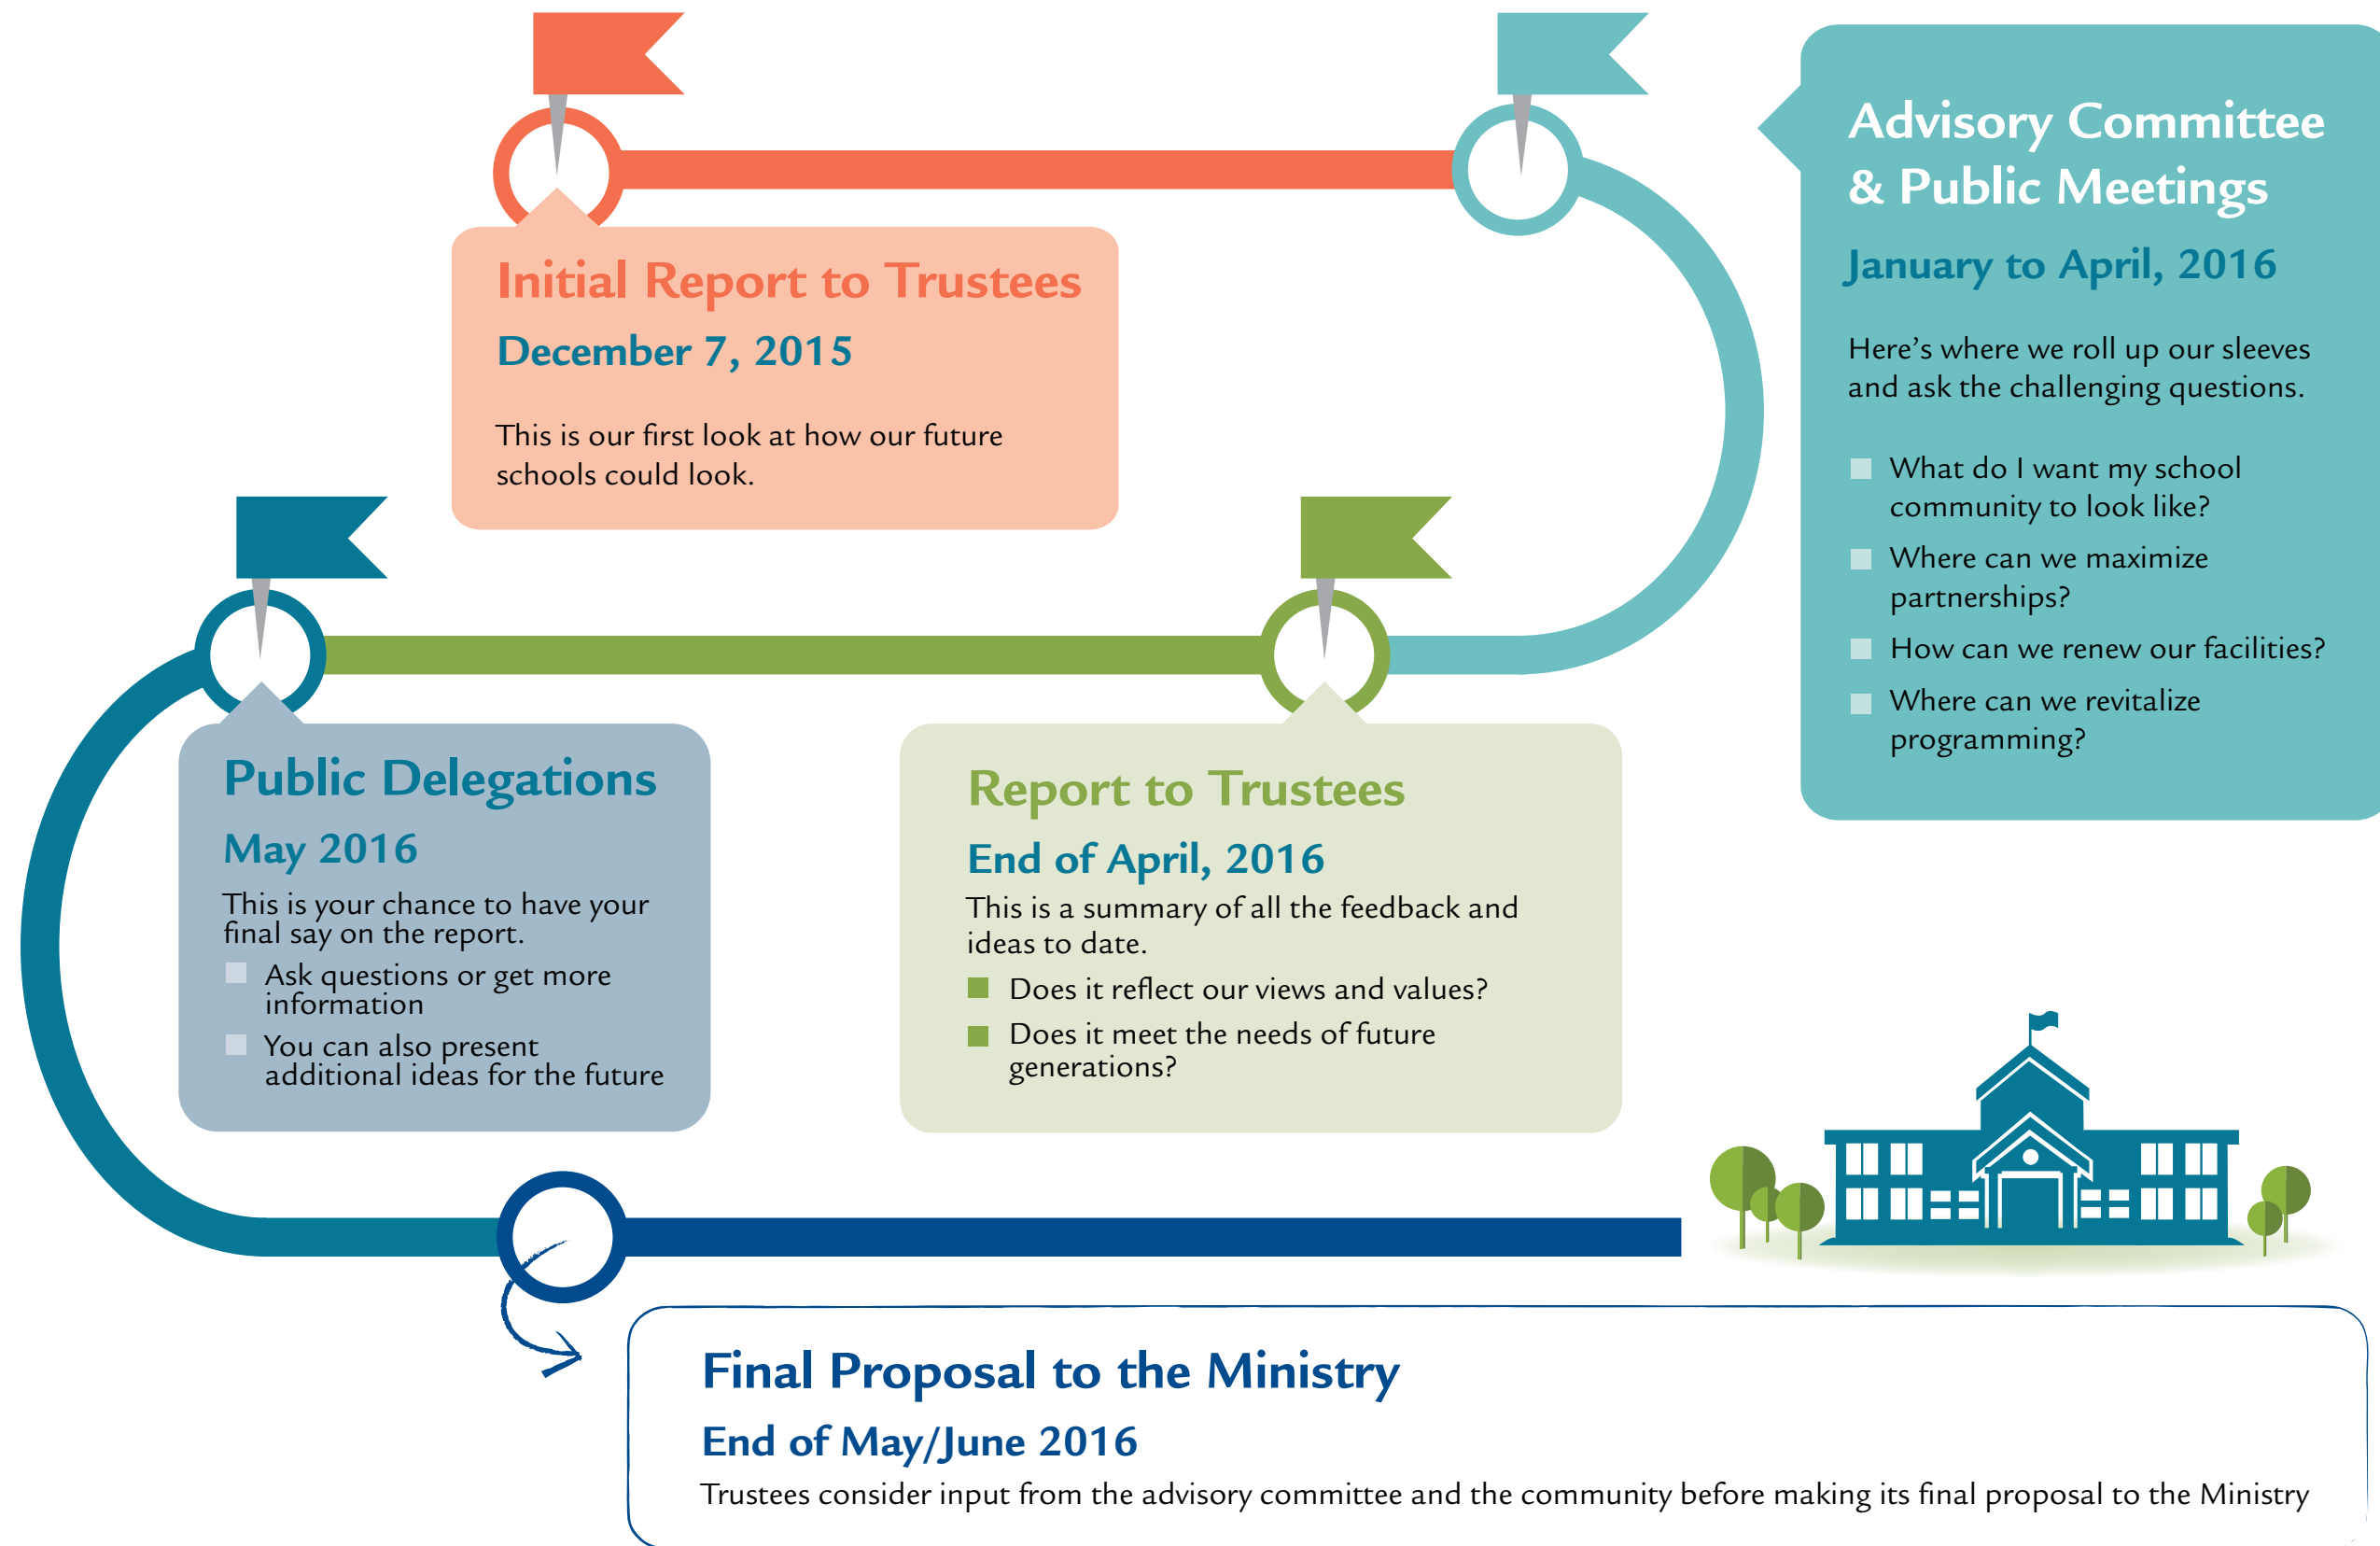 Initial Report to Trustees
December 7, 2015
This is our first look at how our future
schools could look.
Advisory Committee
& Public Meetings
January to April, 2016
Here’s where we roll up our sleeves
and ask the challenging questions.
What do I want my school
community to look like?
Where can we maximize
partnerships?
How can we renew our facilities?
Where can we revitalize
programming?
Report to Trustees
End of April, 2016
This is a summary of all the feedback and
ideas to date.
Does it reflect our views and values?
Does it meet the needs of future
generations?
Public Delegations
May 2016
This is your chance to have your
final say on the report.
Ask questions or get more
information
You can also present
additional ideas for the future
Final Proposal to the Ministry
End of May/June 2016
Trustees consider input from the advisory committee and the community before making its final proposal to the Ministry